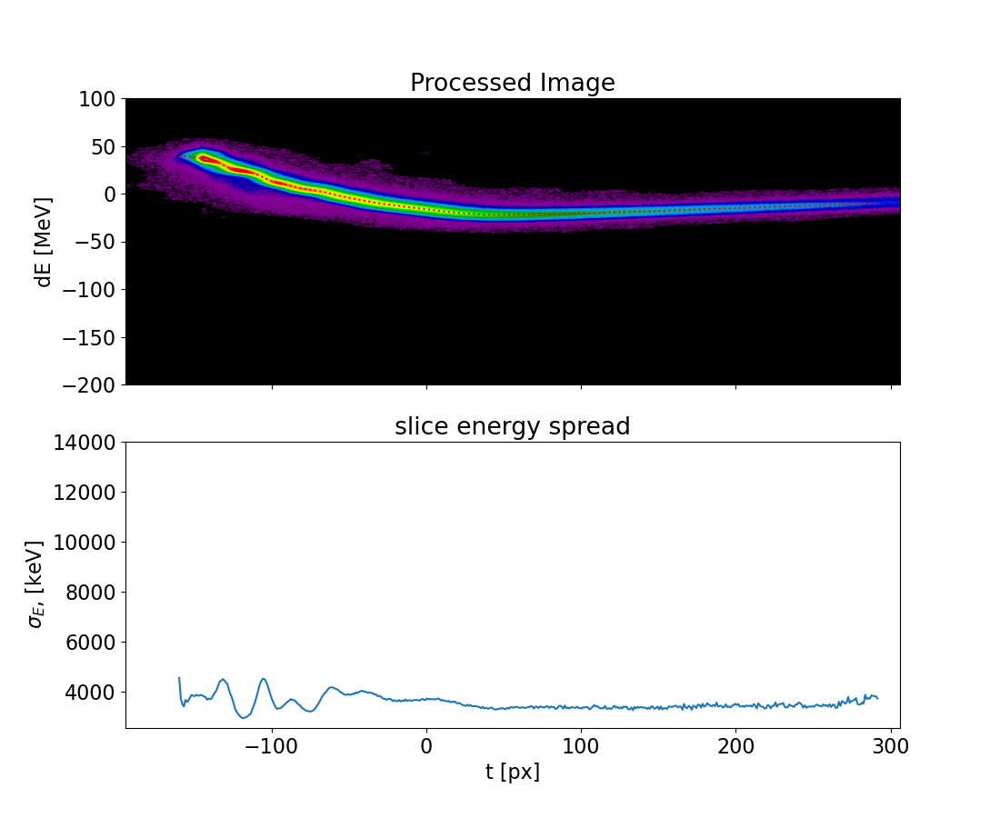 Processed Image
100
50
0
−50
−100
−150
−200
dE [MeV]
slice energy spread
14000
12000
10000
8000
6000
4000
σ_E, [keV]
−100 0 100 200 300
t [px]